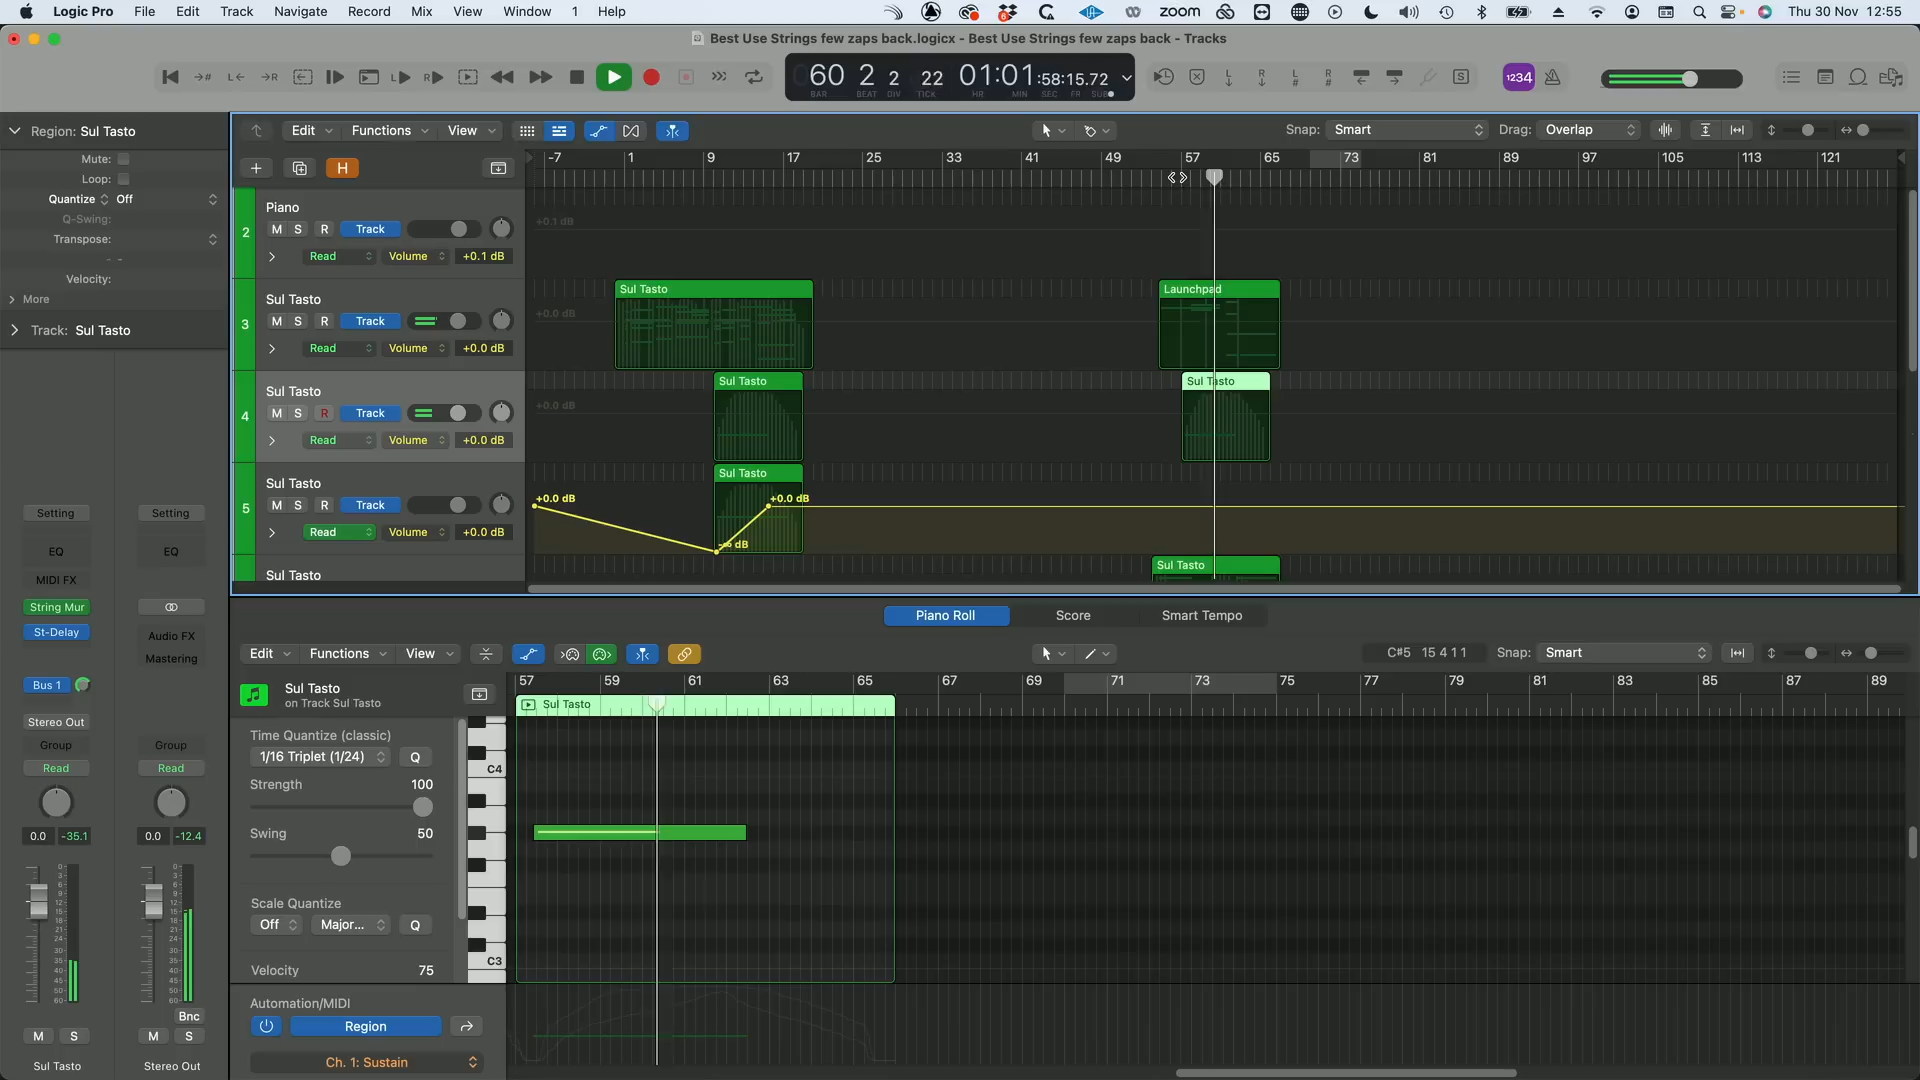 Logic Pro File Edit Track Navigate Record Mix View Window 1 Help
6 zoom Thu 30 Nov 12:55
Best Use Strings few zaps back.logicx - Best Use Strings few zaps back - Tracks
60 2 2 22 01:01:58:15.72
BAR BEAT DIV TICK HR MIN SEC FR SUB
S 1234
Region: Sul Tasto
Mute:
Loop:
Quantize Off
Q-Swing:
Transpose:
Velocity:
More
Track: Sul Tasto
Edit Functions View
Snap: Smart Drag: Overlap
H
-7 1 9 17 25 33 41 49 57 65 73 81 89 97 105 113 121
Piano
2 M S R Track
Read Volume +0.1 dB
+0.1 dB
Sul Tasto
3 M S R Track
Read Volume +0.0 dB
+0.0 dB
Sul Tasto Launchpad
Sul Tasto
4 M S R Track
Read Volume +0.0 dB
+0.0 dB
Sul Tasto Sul Tasto
Sul Tasto
5 M S R Track
Read Volume +0.0 dB
Sul Tasto
+0.0 dB +0.0 dB
-∞ dB
Sul Tasto
Sul Tasto
Piano Roll Score Smart Tempo
Edit Functions View
C#5 15 4 1 1 Snap: Smart
57 59 61 63 65 67 69 71 73 75 77 79 81 83 85 87 89
Sul Tasto
on Track Sul Tasto
Sul Tasto
Time Quantize (classic)
1/16 Triplet (1/24) Q
Strength 100
Swing 50
Scale Quantize
Off Major... Q
Velocity 75
C4
C3
Automation/MIDI
Region
Ch. 1: Sustain
Setting Setting
EQ EQ
MIDI FX
String Mur
St-Delay Audio FX
Mastering
Bus 1
Stereo Out
Group Group
Read Read
0.0 -35.1 0.0 -12.4
Bnc
M S M S
Sul Tasto Stereo Out